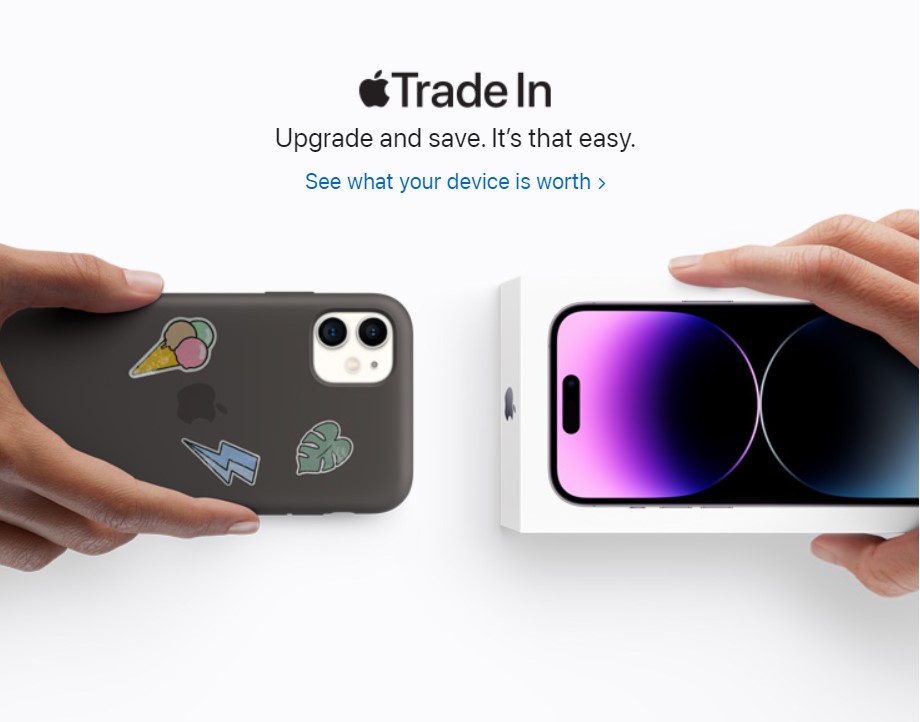 Trade In
Upgrade and save. It’s that easy.
See what your device is worth ›